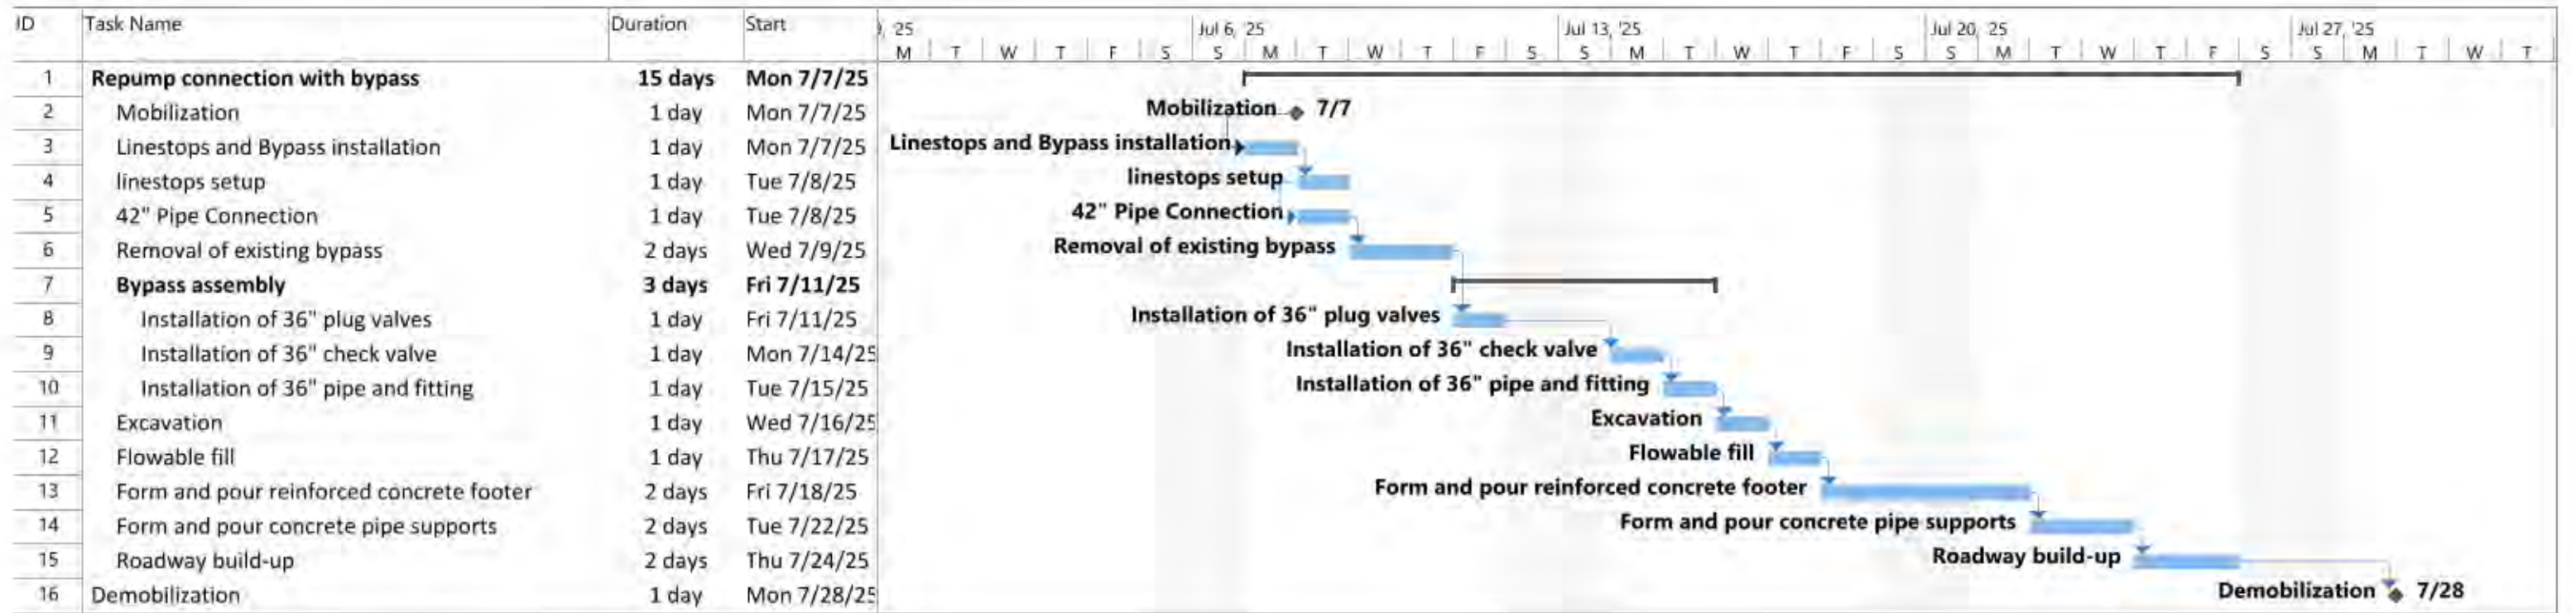 ID Task Name Duration Start ), '25 Jul 6, '25 Jul 13, '25 Jul 20, '25 Jul 27, '25
M T W T F S S M T W T F S S M T W T F S S M T W T F S S M T W T
1 Repump connection with bypass 15 days Mon 7/7/25
2 Mobilization 1 day Mon 7/7/25 Mobilization 7/7
3 Linestops and Bypass installation 1 day Mon 7/7/25 Linestops and Bypass installation
4 linestops setup 1 day Tue 7/8/25 linestops setup
5 42" Pipe Connection 1 day Tue 7/8/25 42" Pipe Connection
6 Removal of existing bypass 2 days Wed 7/9/25 Removal of existing bypass
7 Bypass assembly 3 days Fri 7/11/25
8 Installation of 36" plug valves 1 day Fri 7/11/25 Installation of 36" plug valves
9 Installation of 36" check valve 1 day Mon 7/14/25 Installation of 36" check valve
10 Installation of 36" pipe and fitting 1 day Tue 7/15/25 Installation of 36" pipe and fitting
11 Excavation 1 day Wed 7/16/25 Excavation
12 Flowable fill 1 day Thu 7/17/25 Flowable fill
13 Form and pour reinforced concrete footer 2 days Fri 7/18/25 Form and pour reinforced concrete footer
14 Form and pour concrete pipe supports 2 days Tue 7/22/25 Form and pour concrete pipe supports
15 Roadway build-up 2 days Thu 7/24/25 Roadway build-up
16 Demobilization 1 day Mon 7/28/25 Demobilization 7/28